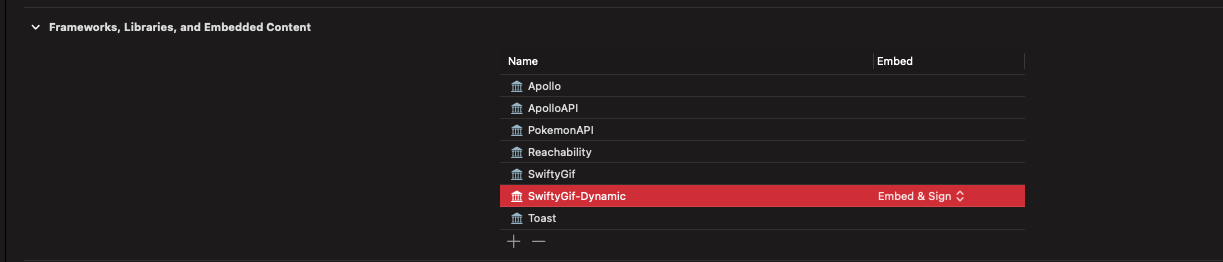 Frameworks, Libraries, and Embedded Content
Name Embed
Apollo
ApolloAPI
PokemonAPI
Reachability
SwiftyGif
SwiftyGif-Dynamic Embed & Sign
Toast